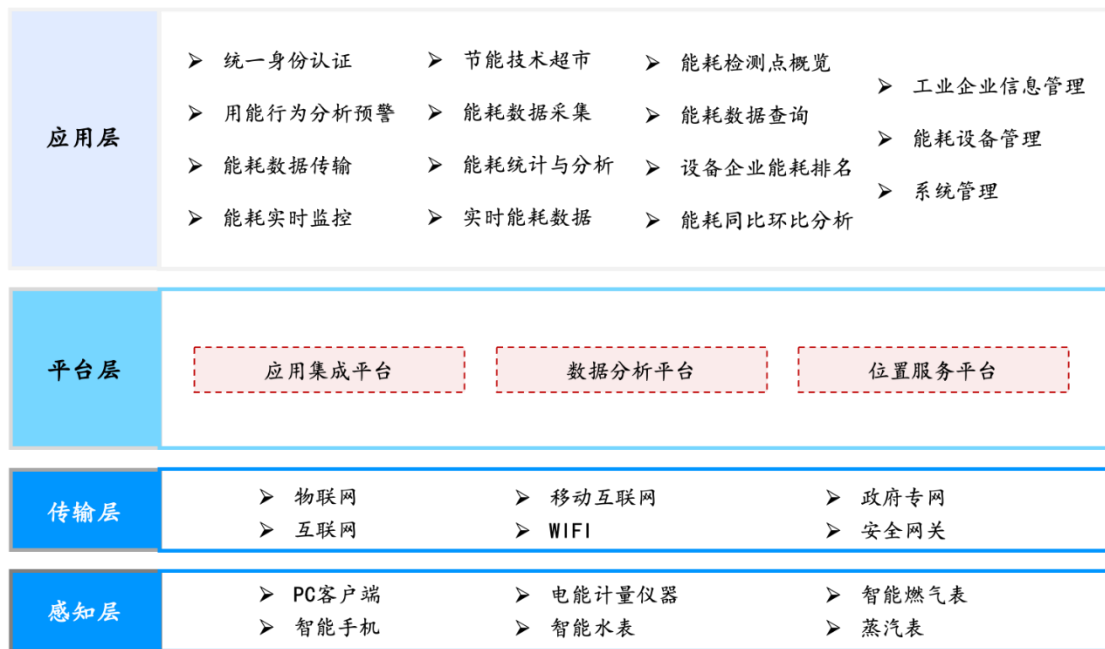 应用层
➢ 统一身份认证
➢ 用能行为分析预警
➢ 能耗数据传输
➢ 能耗实时监控
➢ 节能技术超市
➢ 能耗数据采集
➢ 能耗统计与分析
➢ 实时能耗数据
➢ 能耗检测点概览
➢ 能耗数据查询
➢ 设备企业能耗排名
➢ 能耗同比环比分析
➢ 工业企业信息管理
➢ 能耗设备管理
➢ 系统管理
平台层
应用集成平台
数据分析平台
位置服务平台
传输层
➢ 物联网
➢ 互联网
➢ 移动互联网
➢ WIFI
➢ 政府专网
➢ 安全网关
感知层
➢ PC客户端
➢ 智能手机
➢ 电能计量仪器
➢ 智能水表
➢ 智能燃气表
➢ 蒸汽表